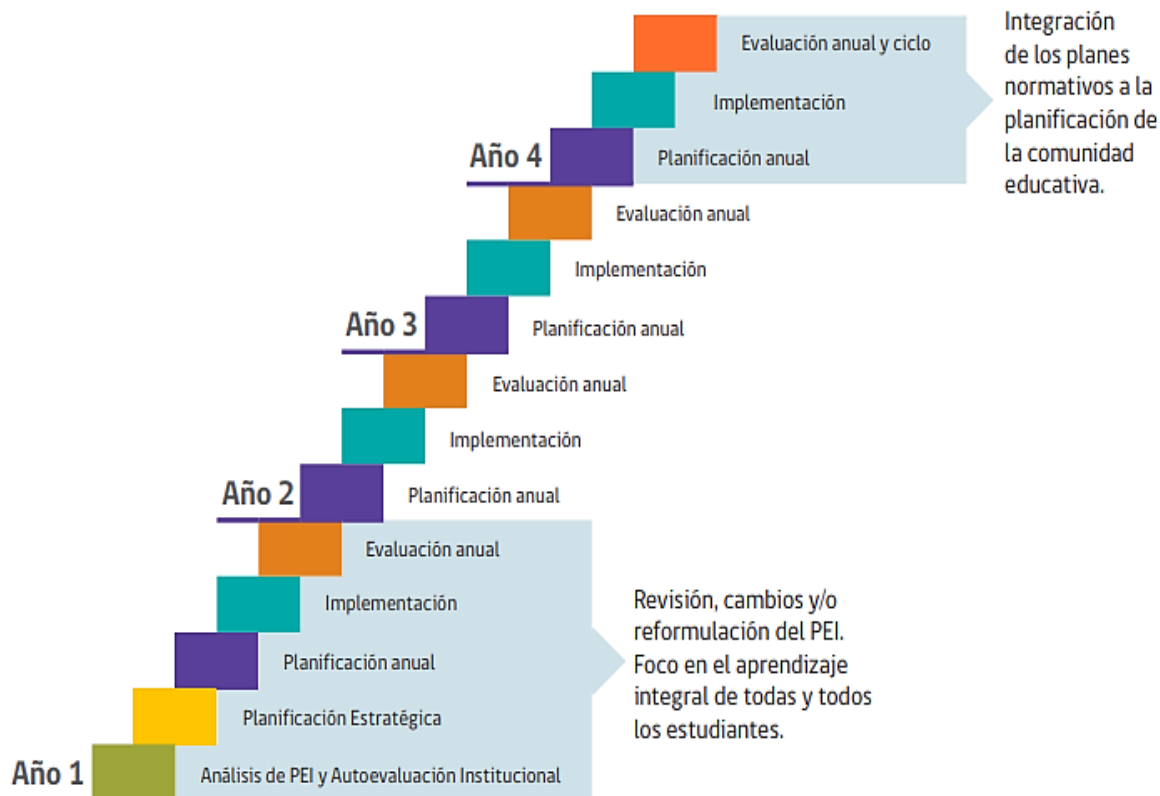 Integración
de los planes
normativos a la
planificación de
la comunidad
educativa.
Evaluación anual y ciclo
Implementación
Año 4
Planificación anual
Evaluación anual
Implementación
Año 3
Planificación anual
Evaluación anual
Implementación
Año 2
Planificación anual
Evaluación anual
Implementación
Planificación anual
Planificación Estratégica
Año 1
Análisis de PEI y Autoevaluación Institucional
Revisión, cambios y/o
reformulación del PEI.
Foco en el aprendizaje
integral de todas y todos
los estudiantes.